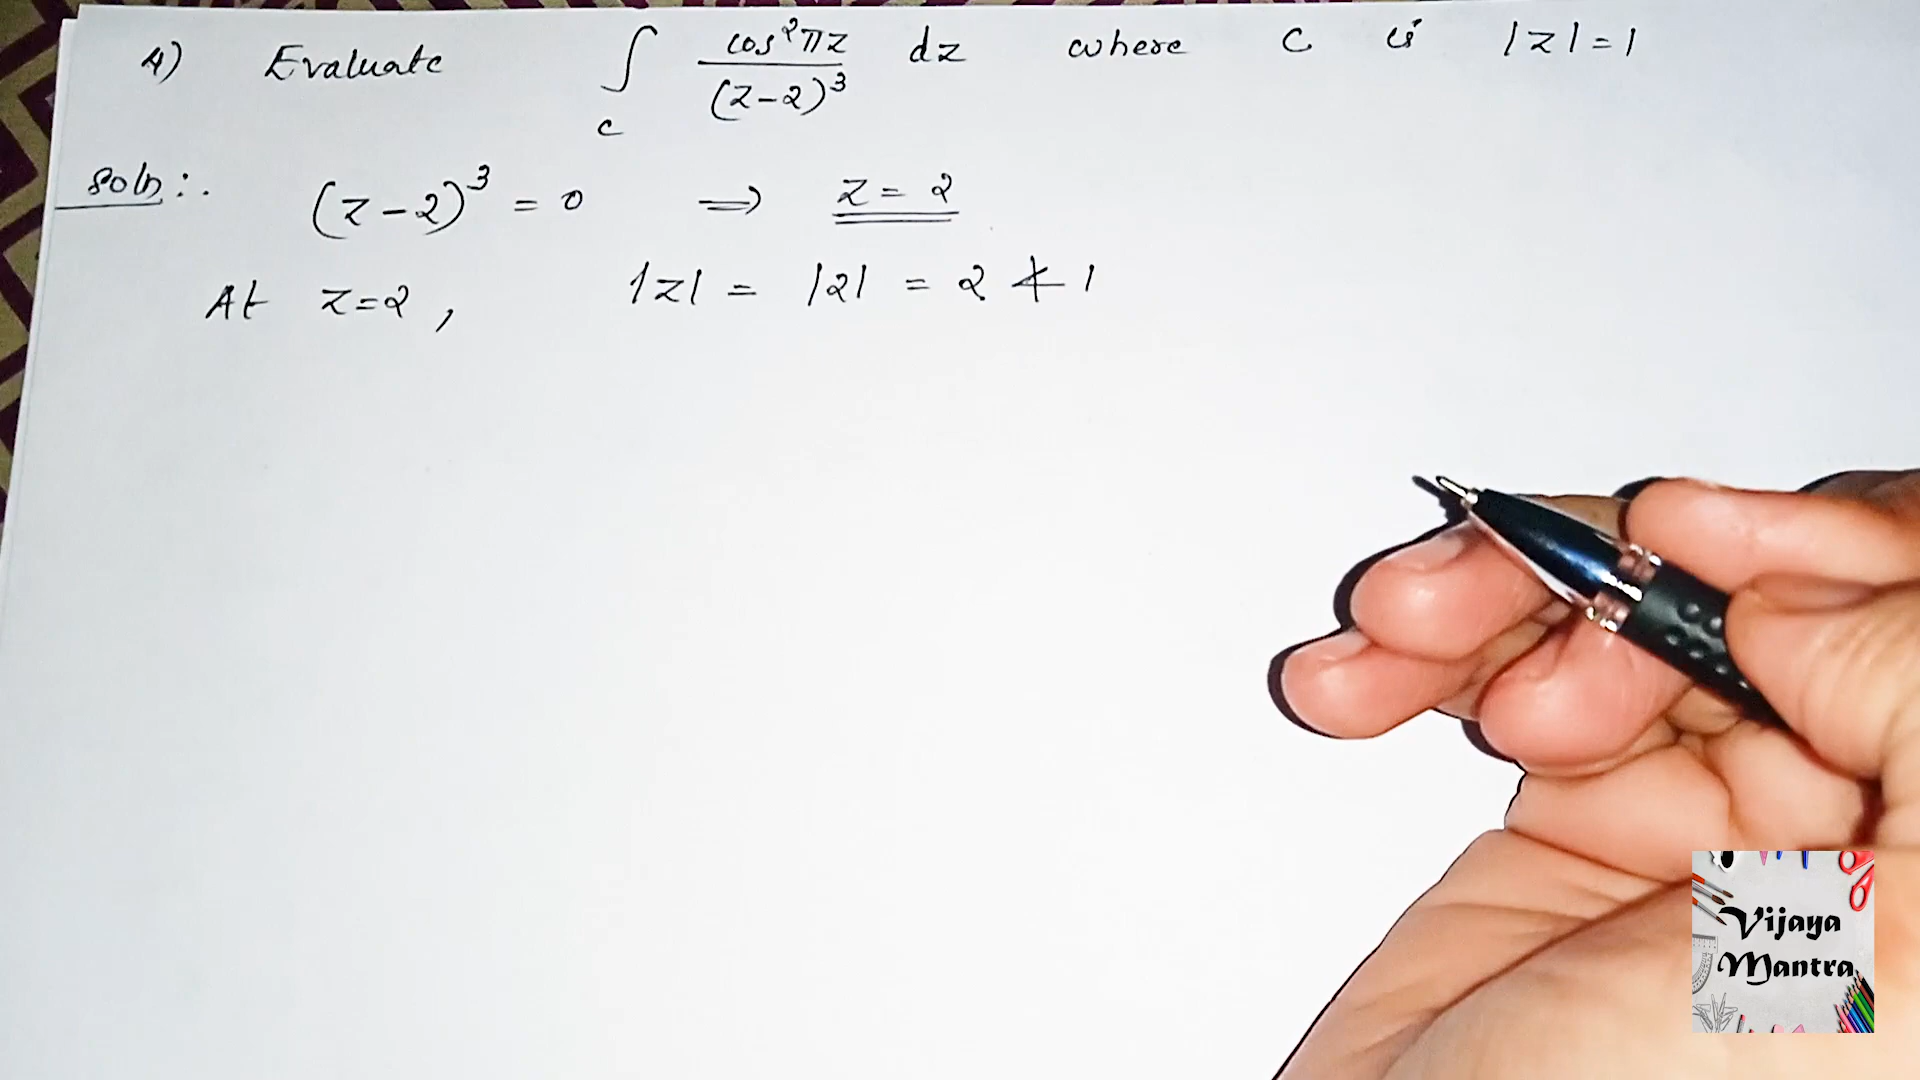 4) Evaluate ∫_C cos²πz / (z-2)³ dz where C is |z|=1
Soln:.
(z-2)³ = 0 ⟹ z = 2
At z=2, |z| = |2| = 2 ≮ 1
Vijaya
Mantra